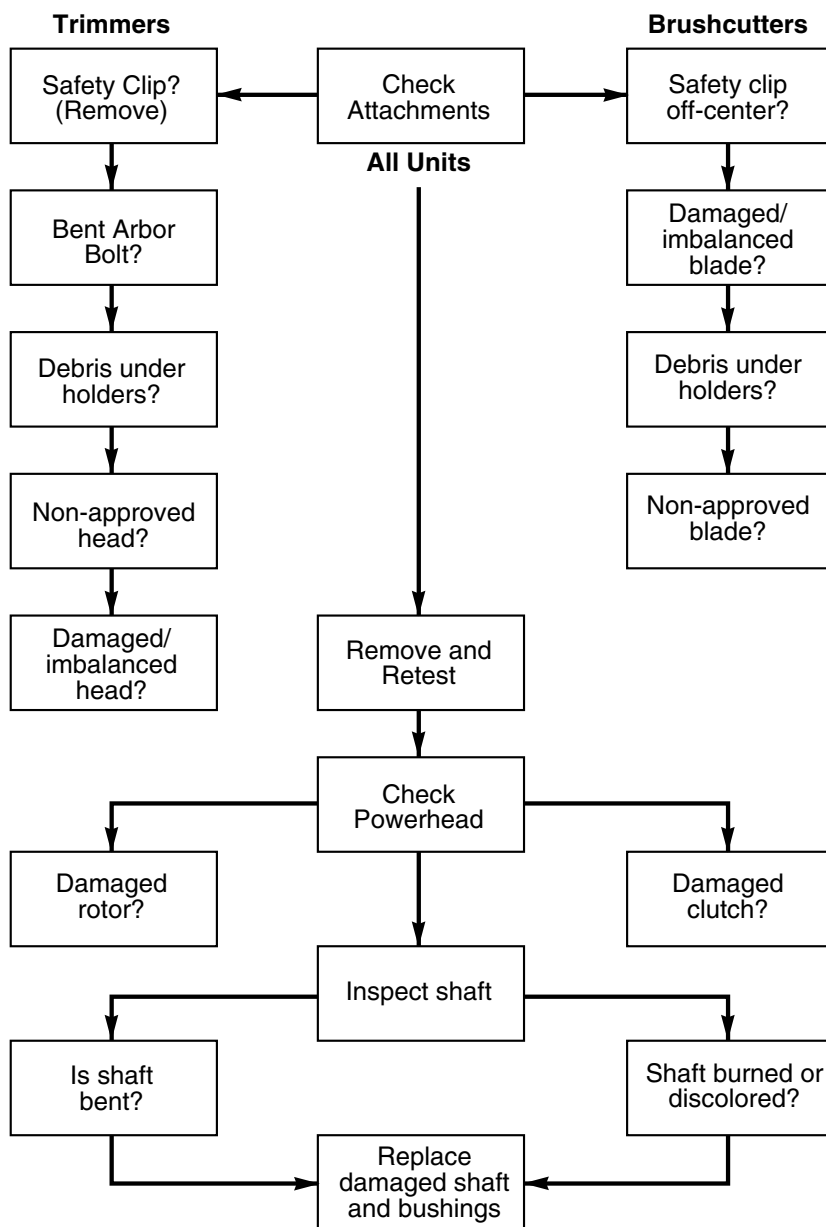 Trimmers
Brushcutters
Safety Clip?
(Remove)
Check
Attachments
Safety clip
off-center?
All Units
Bent Arbor
Bolt?
Damaged/
imbalanced
blade?
Debris under
holders?
Debris under
holders?
Non-approved
head?
Non-approved
blade?
Damaged/
imbalanced
head?
Remove and
Retest
Check
Powerhead
Damaged
rotor?
Damaged
clutch?
Inspect shaft
Is shaft
bent?
Shaft burned or
discolored?
Replace
damaged shaft
and bushings